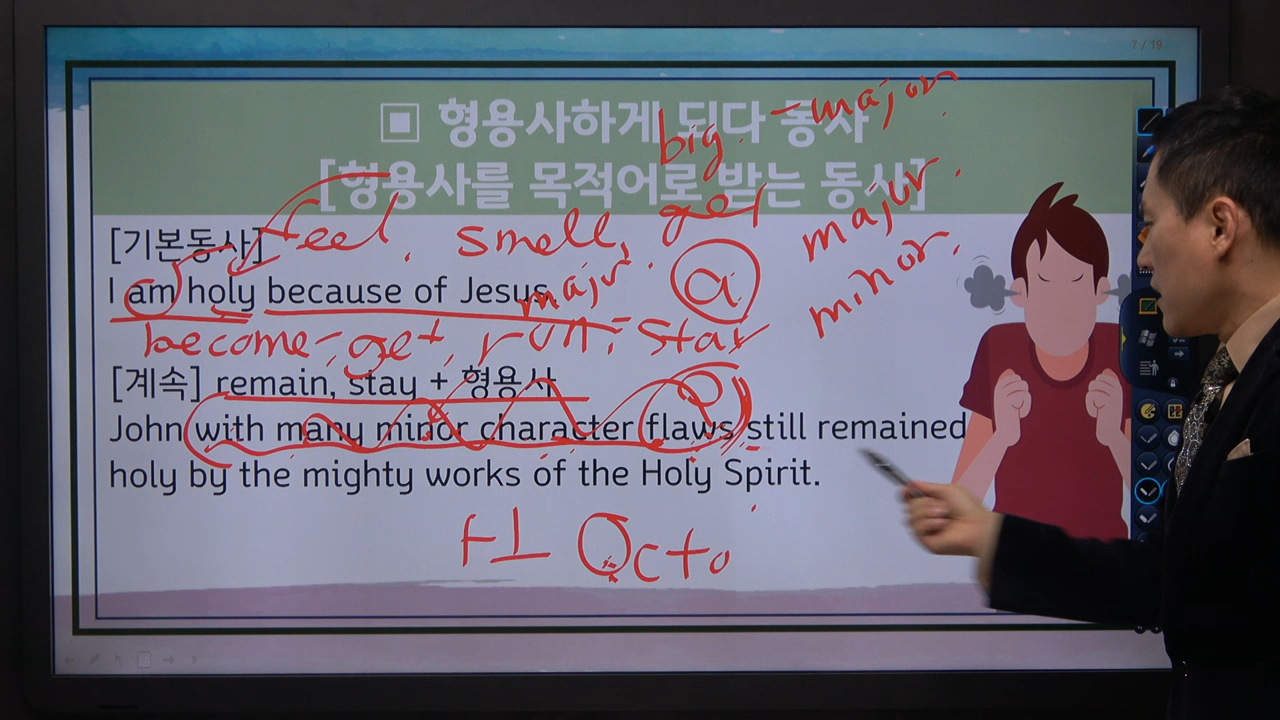 7 / 19
▣ 형용사하게 되다 동사
[형용사를 목적어로 받는 동사]
big - major
major.
minor.
[기본동사]
feel, smell, get
I am holy because of Jesus.
major
a
become, get, run, stay
[계속] remain, stay + 형용사
John with many minor character flaws still remained
holy by the mighty works of the Holy Spirit.
Octo